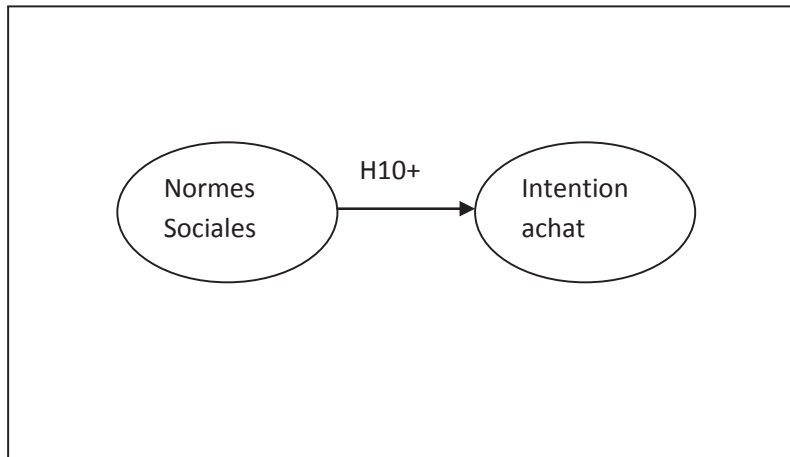 H10+
Normes
Sociales
Intention
achat